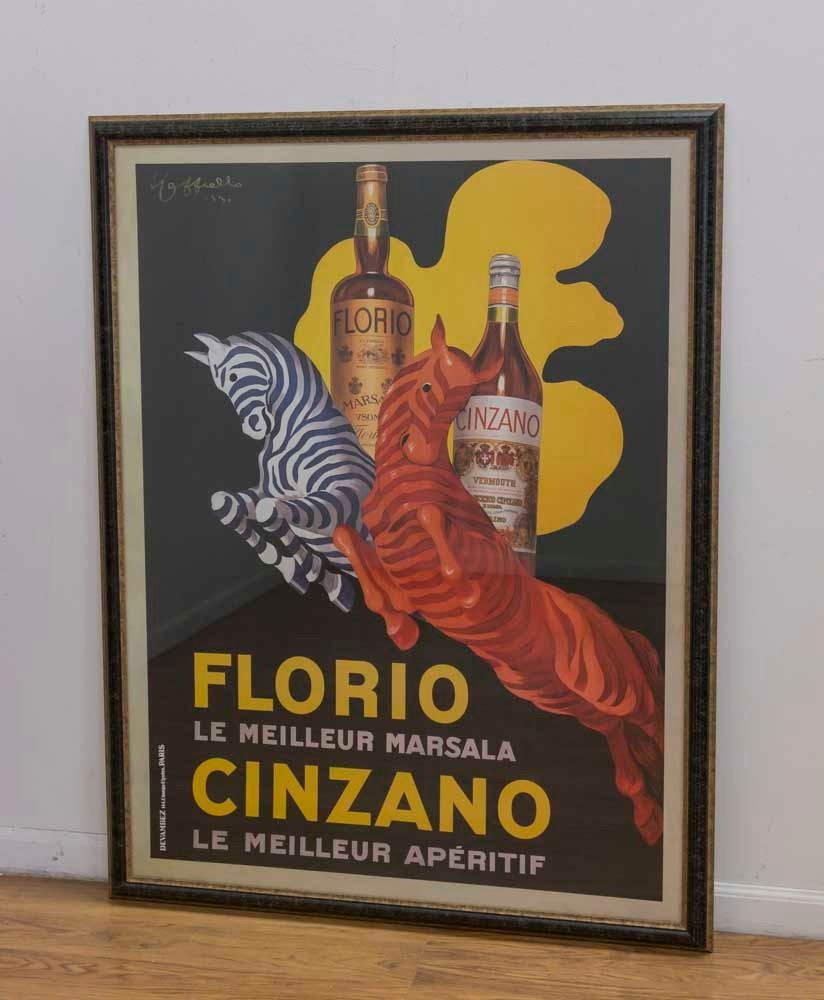 FLORIO
MARSALA
CINZANO
VERMOUTH
FLORIO
LE MEILLEUR MARSALA
CINZANO
LE MEILLEUR APÉRITIF
DEVAMBEZ PARIS